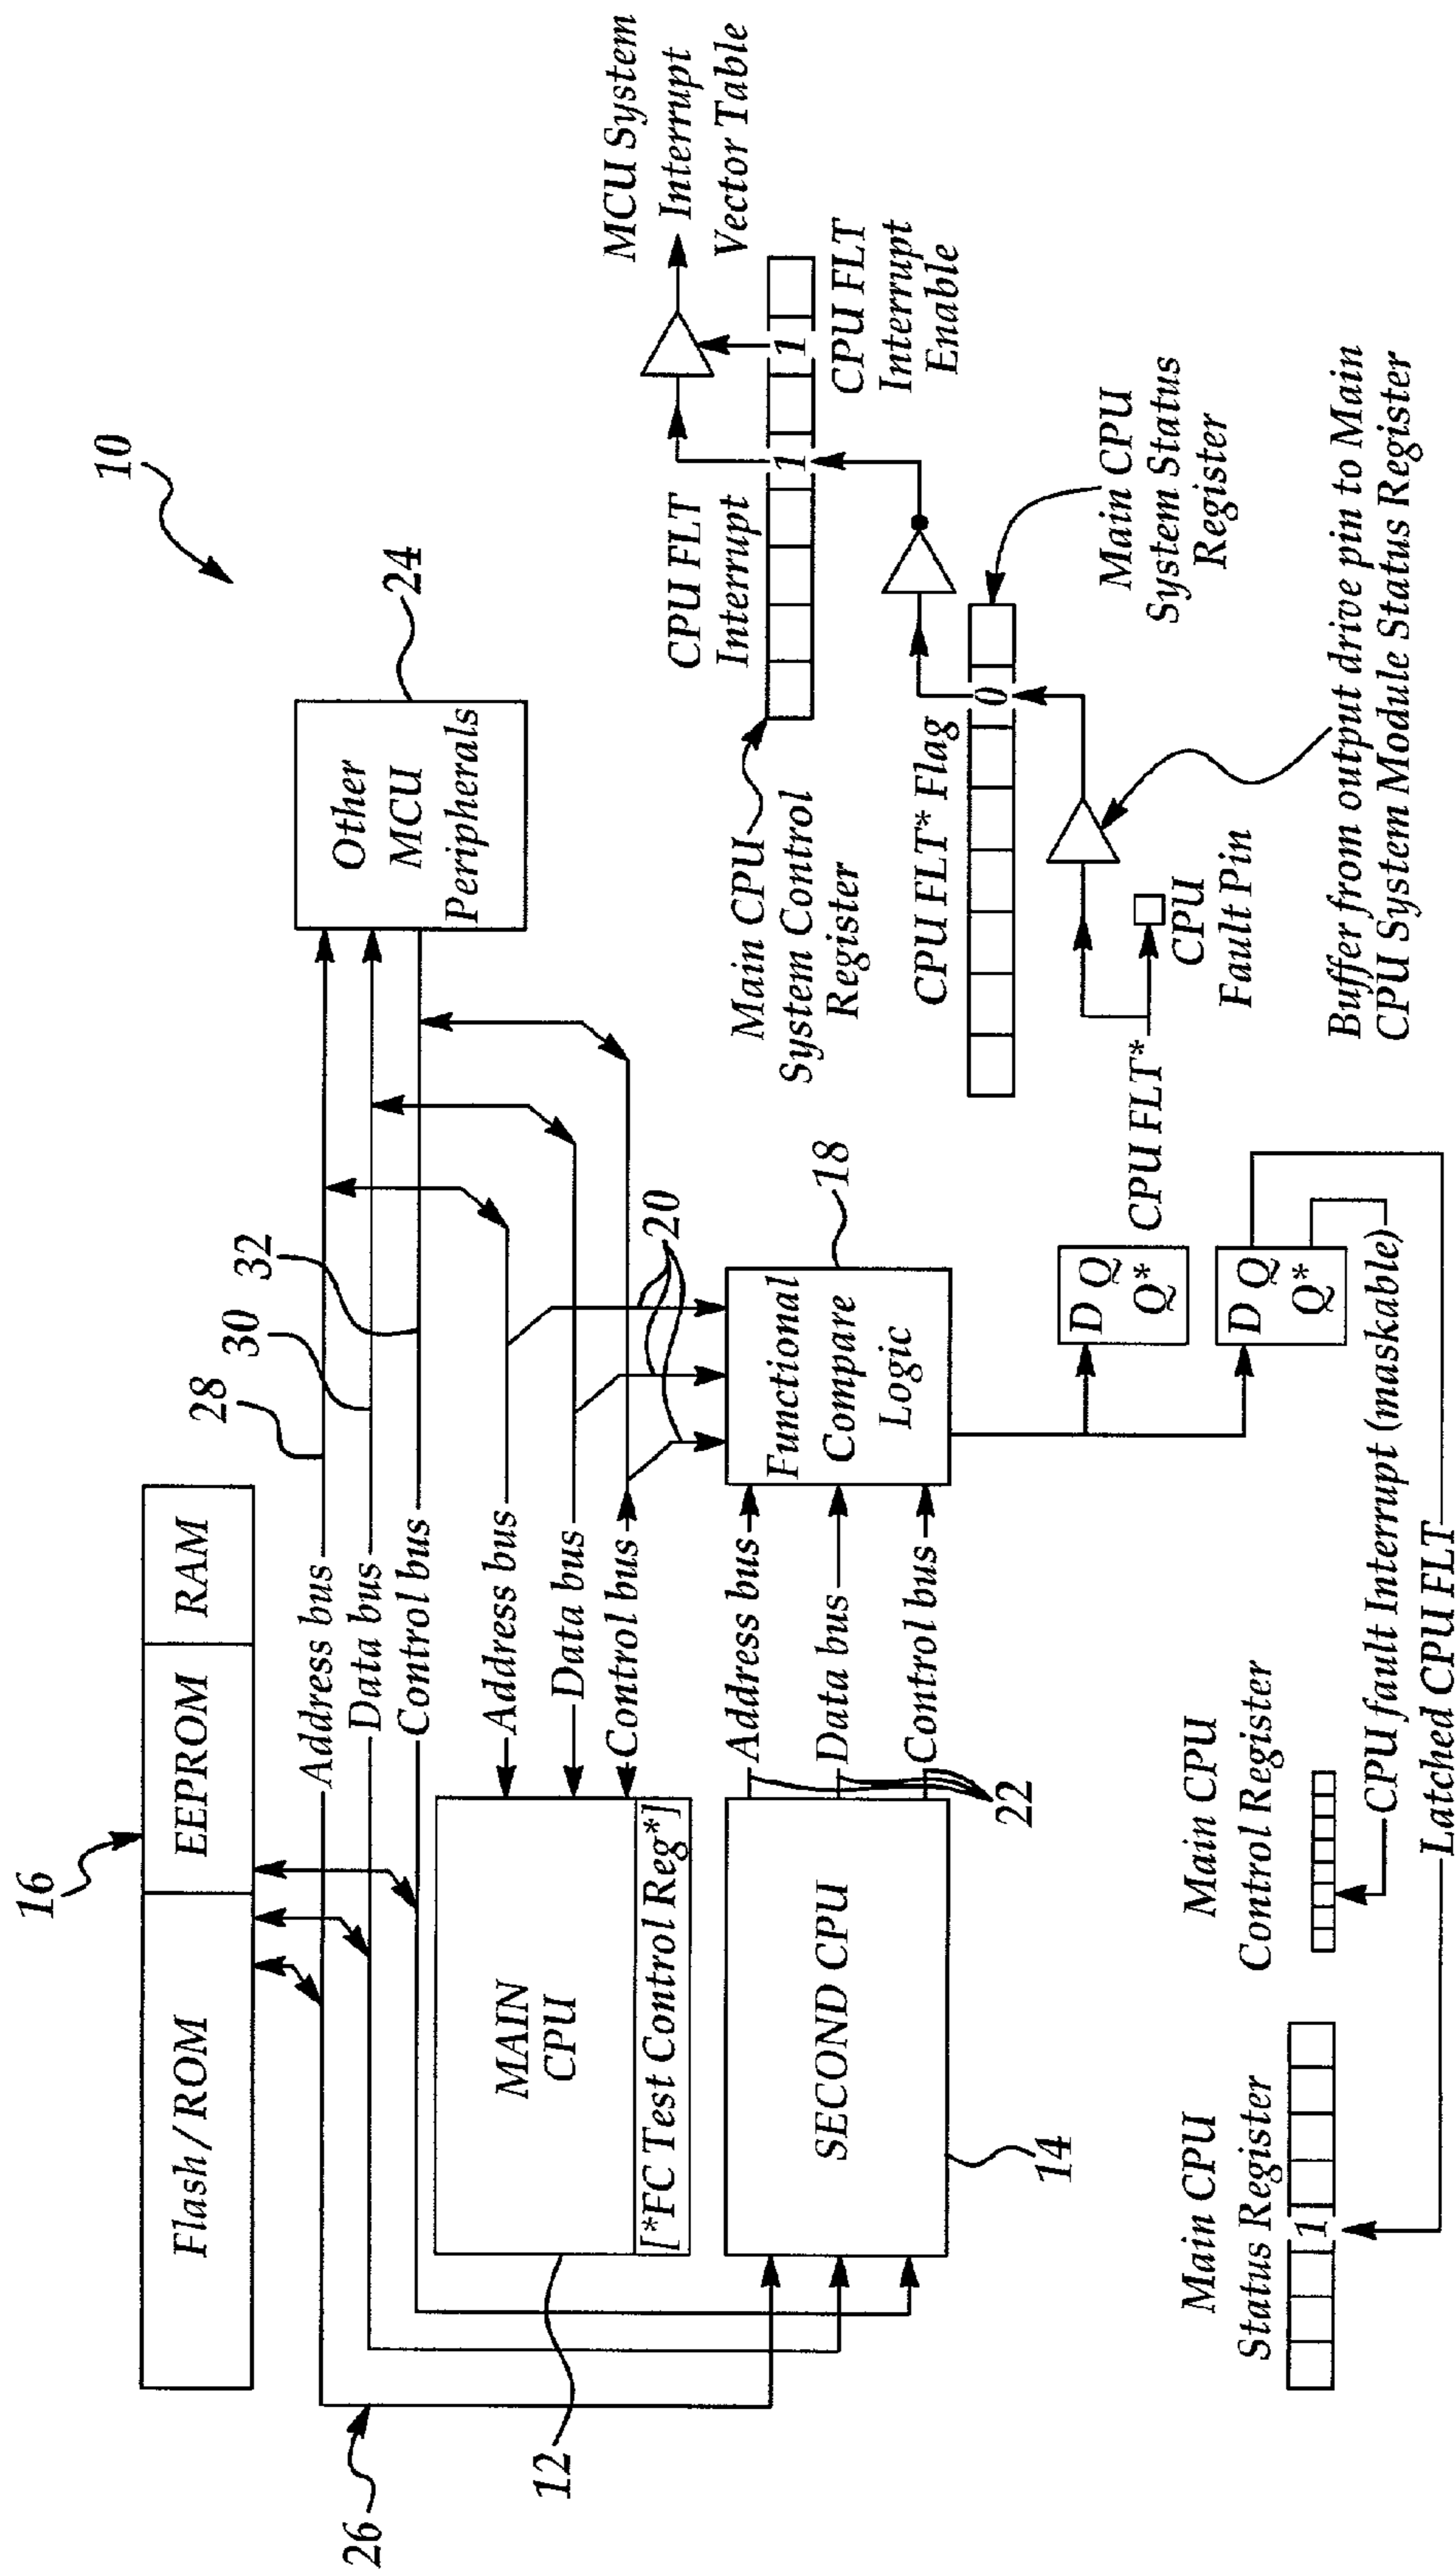 10
16
Flash/ROM
EEPROM
RAM
28
30
32
24
Other
MCU
Peripherals
Address bus
Data bus
Control bus
26
12
MAIN
CPU
[*FC Test Control Reg*]
Address bus
Data bus
Control bus
20
SECOND CPU
14
Address bus
Data bus
Control bus
22
Functional
Compare
Logic
18
Main CPU
System Control
Register
CPU FLT
Interrupt
1
1
CPU FLT
Interrupt
Enable
MCU System
Interrupt
Vector Table
CPU FLT* Flag
0
Main CPU
System Status
Register
D Q
Q*
CPU FLT*
CPU
Fault Pin
Buffer from output drive pin to Main
CPU System Module Status Register
D Q
Q*
Main CPU
Status Register
1
Main CPU
Control Register
CPU fault Interrupt (maskable)
Latched CPU FLT